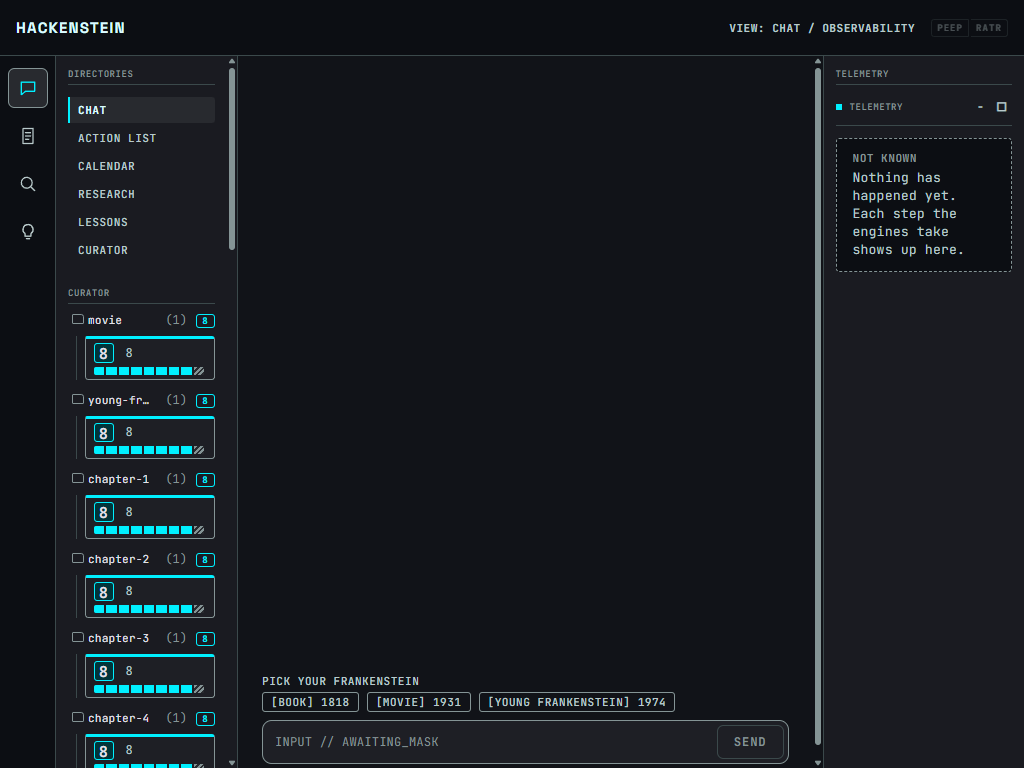 HACKENSTEIN
VIEW: CHAT / OBSERVABILITY
PEEP RATR
DIRECTORIES
CHAT
ACTION LIST
CALENDAR
RESEARCH
LESSONS
CURATOR
CURATOR
movie (1) 8
8 8
young-fr… (1) 8
8 8
chapter-1 (1) 8
8 8
chapter-2 (1) 8
8 8
chapter-3 (1) 8
8 8
chapter-4 (1) 8
8 8
PICK YOUR FRANKENSTEIN
[BOOK] 1818 [MOVIE] 1931 [YOUNG FRANKENSTEIN] 1974
INPUT // AWAITING_MASK SEND
TELEMETRY
TELEMETRY -
NOT KNOWN
Nothing has
happened yet.
Each step the
engines take
shows up here.